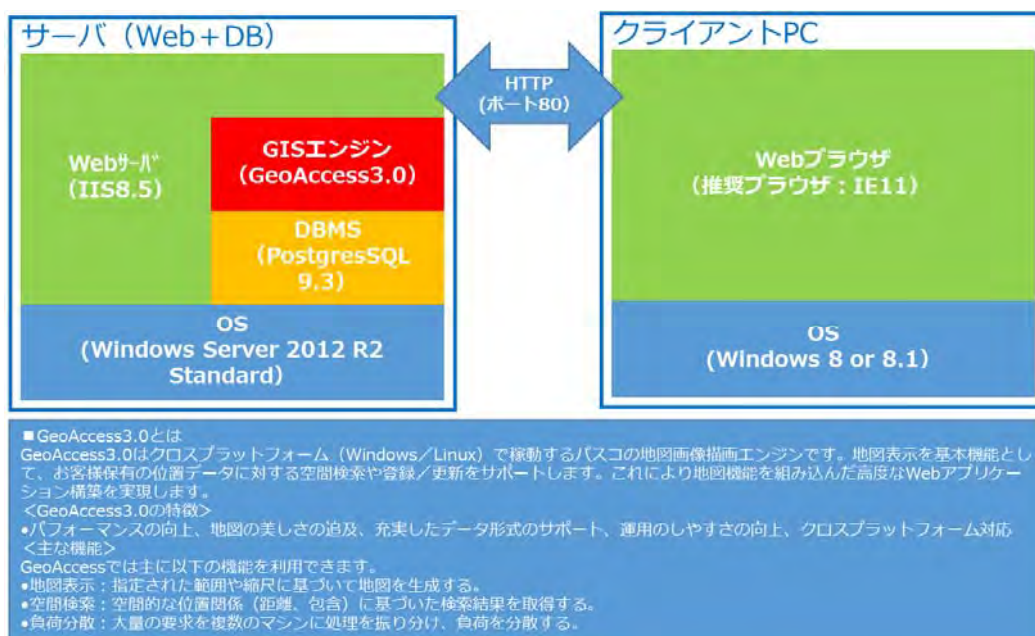 サーバ（Web＋DB）
Webｻｰﾊﾞ
（IIS8.5）
GISエンジン
（GeoAccess3.0）
DBMS
（PostgresSQL
9.3）
OS
(Windows Server 2012 R2
Standard）
HTTP
(ポート80)
クライアントPC
Webブラウザ
（推奨ブラウザ：IE11）
OS
(Windows 8 or 8.1）
■GeoAccess3.0とは
GeoAccess3.0はクロスプラットフォーム（Windows／Linux）で稼動するパスコの地図画像描画エンジンです。地図表示を基本機能とし
て、お客様保有の位置データに対する空間検索や登録／更新をサポートします。これにより地図機能を組み込んだ高度なWebアプリケー
ション構築を実現します。
＜GeoAccess3.0の特徴＞
●パフォーマンスの向上、地図の美しさの追及、充実したデータ形式のサポート、運用のしやすさの向上、クロスプラットフォーム対応
＜主な機能＞
GeoAccessでは主に以下の機能を利用できます。
●地図表示：指定された範囲や縮尺に基づいて地図を生成する。
●空間検索：空間的な位置関係（距離、包含）に基づいた検索結果を取得する。
●負荷分散：大量の要求を複数のマシンに処理を振り分け、負荷を分散する。